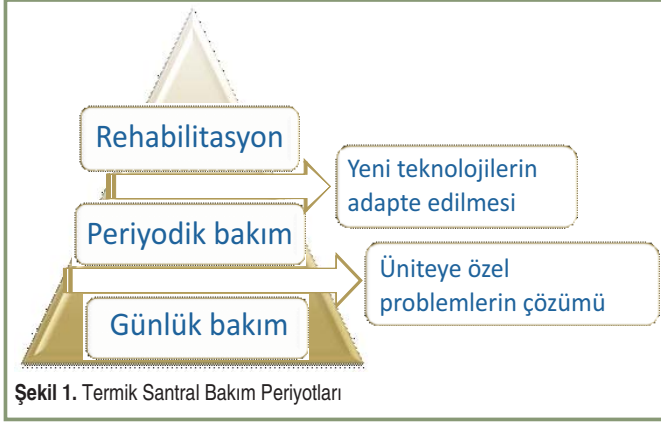 Rehabilitasyon
Yeni teknolojilerin
adapte edilmesi
Periyodik bakım
Üniteye özel
problemlerin çözümü
Günlük bakım
Şekil 1. Termik Santral Bakım Periyotları